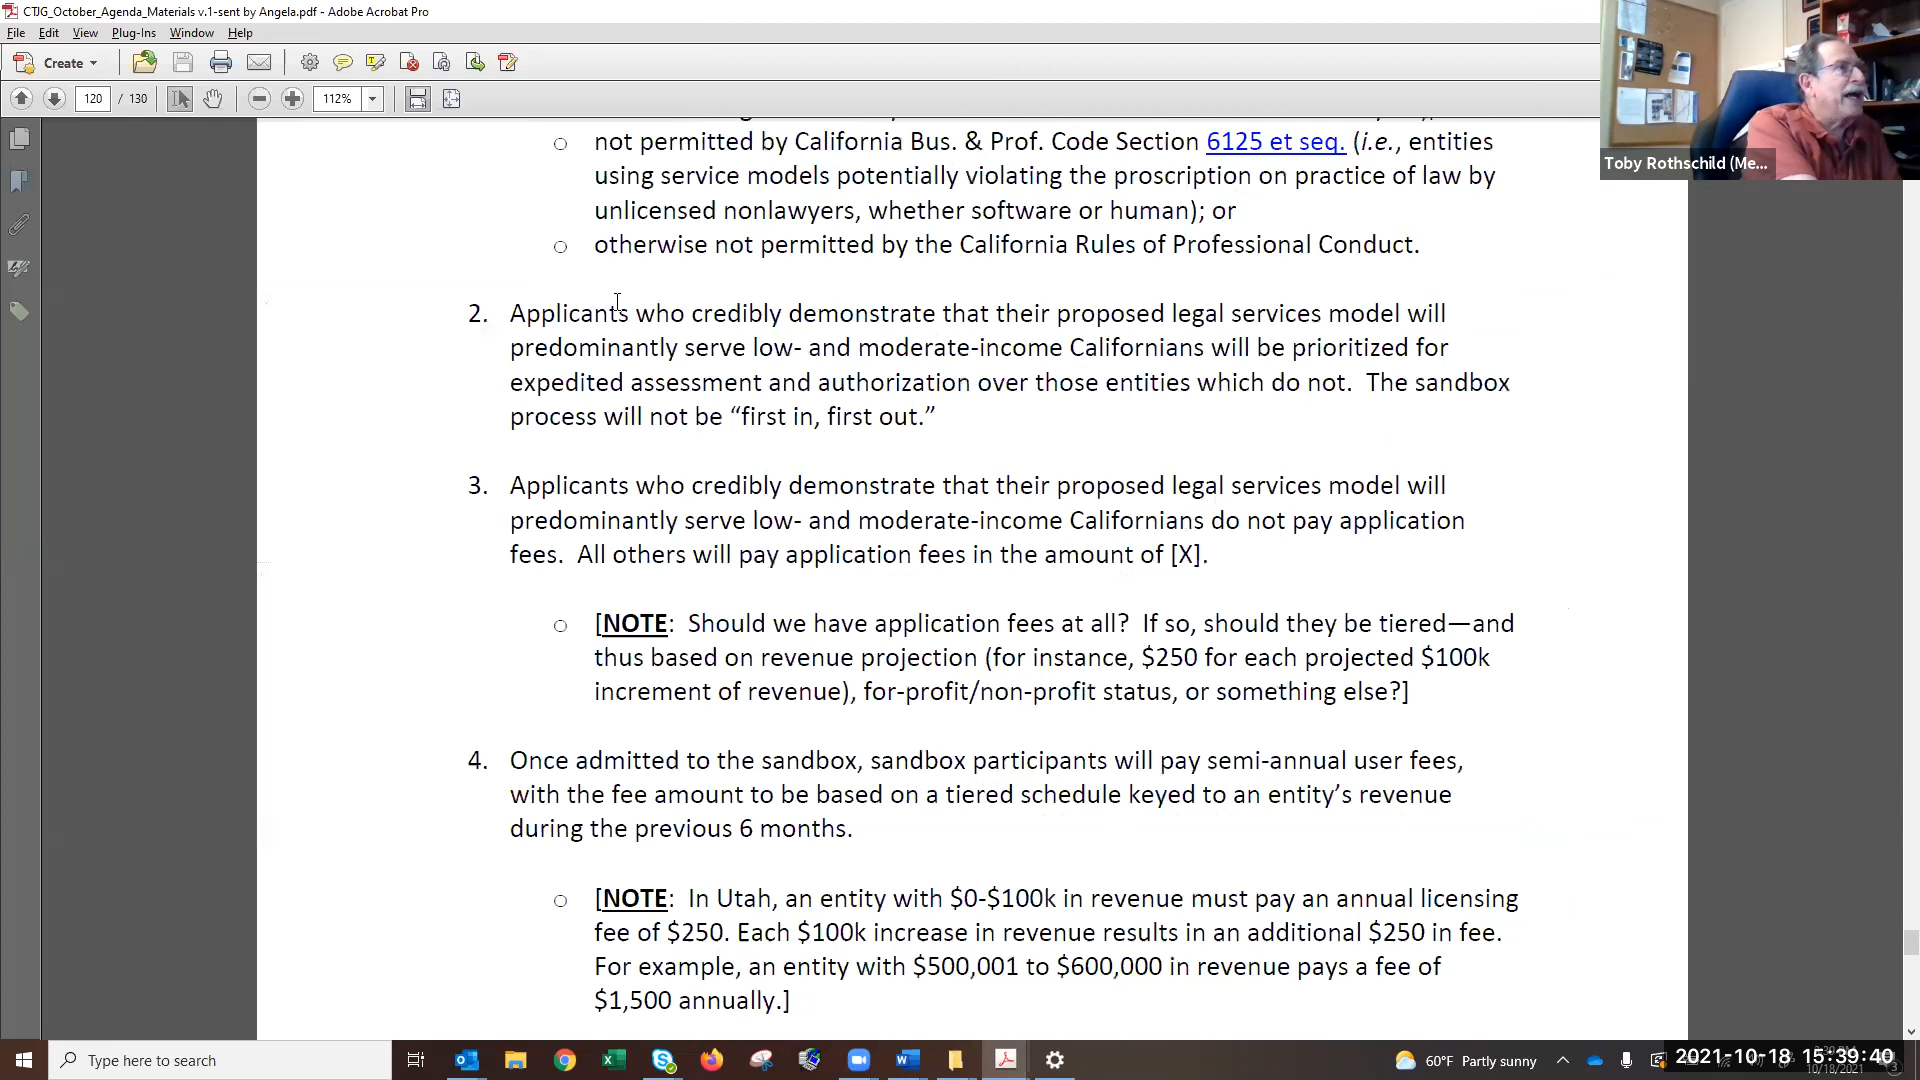 CTJG_October_Agenda_Materials v.1-sent by Angela.pdf - Adobe Acrobat Pro
File Edit View Plug-Ins Window Help
Create
120 / 130 112%
Toby Rothschild (Me...
not permitted by California Bus. & Prof. Code Section 6125 et seq. (i.e., entities
using service models potentially violating the proscription on practice of law by
unlicensed nonlawyers, whether software or human); or
otherwise not permitted by the California Rules of Professional Conduct.
2. Applicants who credibly demonstrate that their proposed legal services model will
predominantly serve low- and moderate-income Californians will be prioritized for
expedited assessment and authorization over those entities which do not. The sandbox
process will not be “first in, first out.”
3. Applicants who credibly demonstrate that their proposed legal services model will
predominantly serve low- and moderate-income Californians do not pay application
fees. All others will pay application fees in the amount of [X].
[NOTE: Should we have application fees at all? If so, should they be tiered—and
thus based on revenue projection (for instance, $250 for each projected $100k
increment of revenue), for-profit/non-profit status, or something else?]
4. Once admitted to the sandbox, sandbox participants will pay semi-annual user fees,
with the fee amount to be based on a tiered schedule keyed to an entity’s revenue
during the previous 6 months.
[NOTE: In Utah, an entity with $0-$100k in revenue must pay an annual licensing
fee of $250. Each $100k increase in revenue results in an additional $250 in fee.
For example, an entity with $500,001 to $600,000 in revenue pays a fee of
$1,500 annually.]
Type here to search
60°F Partly sunny
2021-10-18 15:39:40
10/18/2021